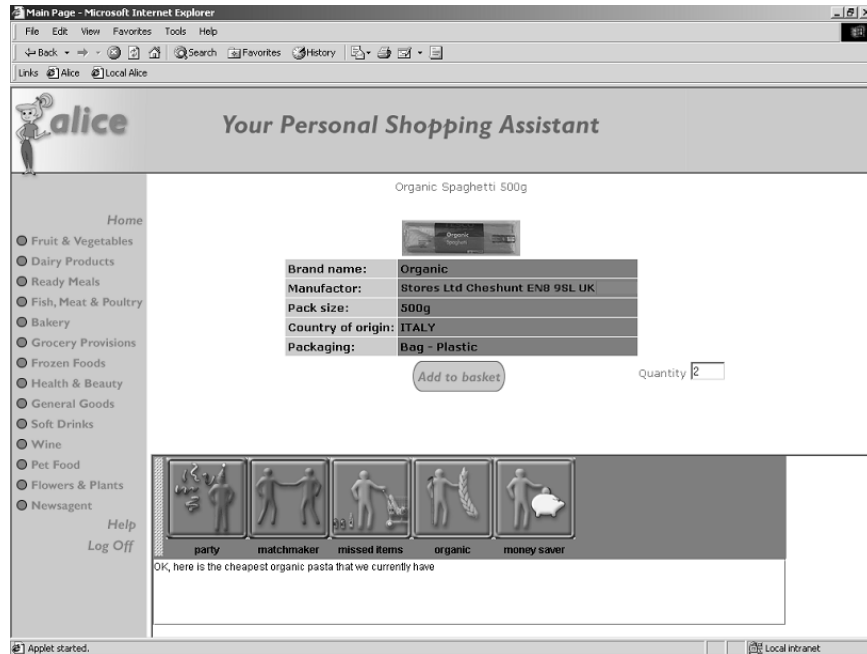 Main Page - Microsoft Internet Explorer
File Edit View Favorites Tools Help
Back Search Favorites History
Links Alice Local Alice
alice
Your Personal Shopping Assistant
Organic Spaghetti 500g
Home
Fruit & Vegetables
Dairy Products
Ready Meals
Fish, Meat & Poultry
Bakery
Grocery Provisions
Frozen Foods
Health & Beauty
General Goods
Soft Drinks
Wine
Pet Food
Flowers & Plants
Newsagent
Help
Log Off
Organic
Brand name: Organic
Manufactor: Stores Ltd Cheshunt EN8 9SL UK
Pack size: 500g
Country of origin: ITALY
Packaging: Bag - Plastic
Add to basket
Quantity 2
party matchmaker missed items organic money saver
OK, here is the cheapest organic pasta that we currently have
Applet started. Local intranet